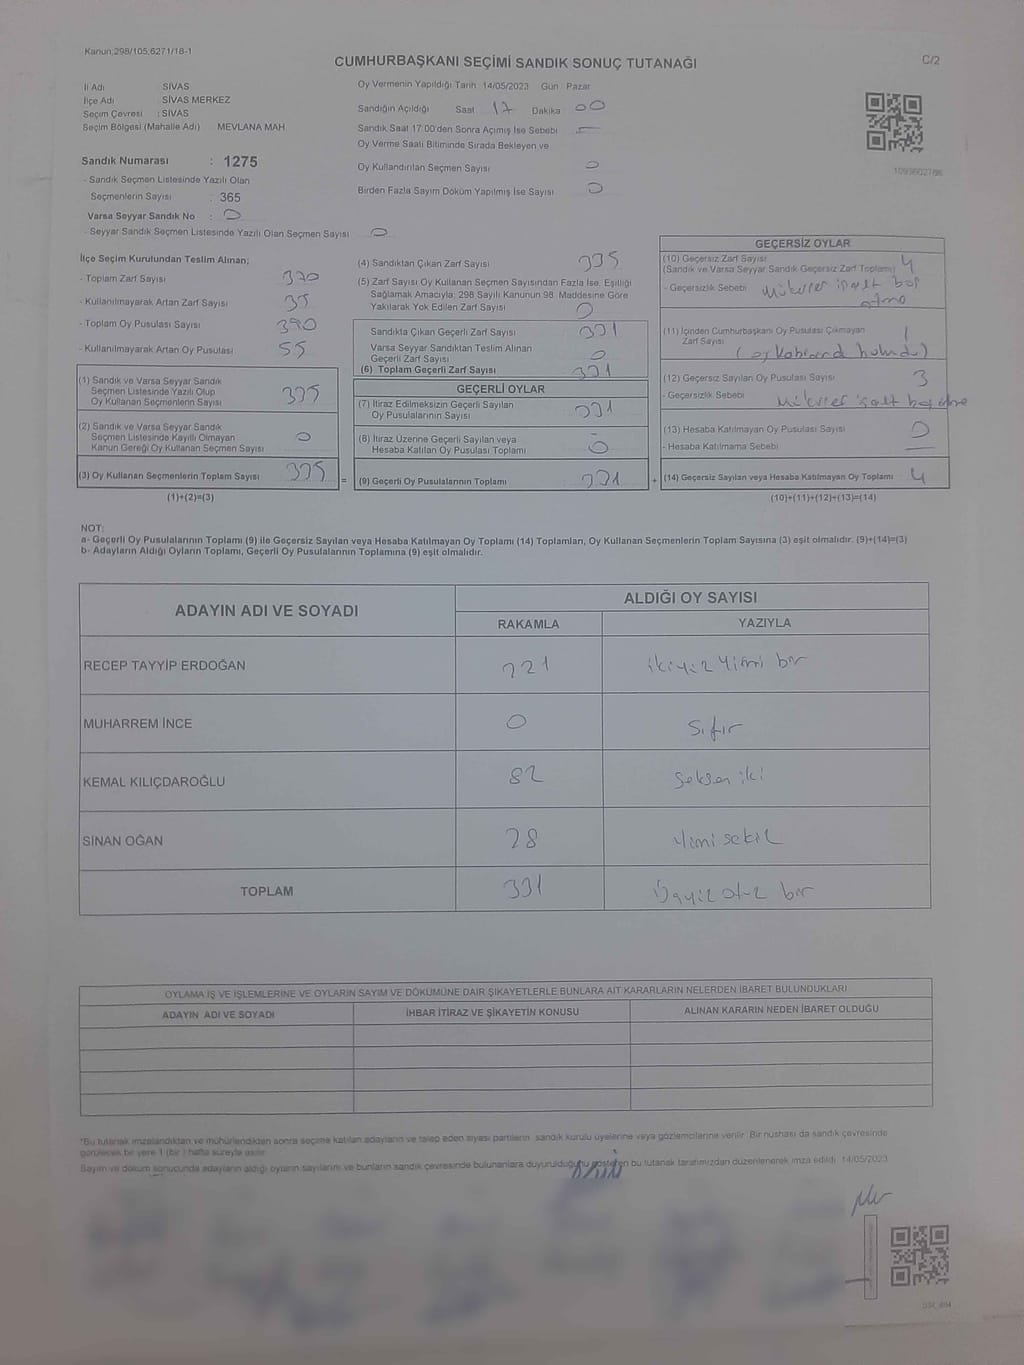 Kanun:298/105,6271/18-1
CUMHURBAŞKANI SEÇİMİ SANDIK SONUÇ TUTANAĞI
C/2
İl Adı SİVAS
İlçe Adı SİVAS MERKEZ
Seçim Çevresi : SİVAS
Seçim Bölgesi (Mahalle Adı) MEVLANA MAH
Sandık Numarası : 1275
- Sandık Seçmen Listesinde Yazılı Olan
Seçmenlerin Sayısı : 365
Varsa Seyyar Sandık No : 0
- Seyyar Sandık Seçmen Listesinde Yazılı Olan Seçmen Sayısı 0
Oy Vermenin Yapıldığı Tarih 14/05/2023 Gün Pazar
Sandığın Açıldığı Saat 17 Dakika 00
Sandık Saat 17:00'den Sonra Açımış İse Sebebi —
Oy Verme Saati Bitiminde Sırada Bekleyen ve
Oy Kullandırılan Seçmen Sayısı 0
Birden Fazla Sayım Döküm Yapılmış İse Sayısı 0
İlçe Seçim Kurulundan Teslim Alınan;
- Toplam Zarf Sayısı 370
- Kullanılmayarak Artan Zarf Sayısı 35
- Toplam Oy Pusulası Sayısı 390
- Kullanılmayarak Artan Oy Pusulası 55
(1) Sandık ve Varsa Seyyar Sandık
Seçmen Listesinde Yazılı Olup
Oy Kullanan Seçmenlerin Sayısı 335
(2) Sandık ve Varsa Seyyar Sandık
Seçmen Listesinde Kayıtlı Olmayan
Kanun Gereği Oy Kullanan Seçmen Sayısı 0
(3) Oy Kullanan Seçmenlerin Toplam Sayısı 335
(1)+(2)=(3)
(4) Sandıktan Çıkan Zarf Sayısı 335
(5) Zarf Sayısı Oy Kullanan Seçmen Sayısından Fazla İse, Eşitliği
Sağlamak Amacıyla; 298 Sayılı Kanunun 98. Maddesine Göre
Yakılarak Yok Edilen Zarf Sayısı 0
Sandıkta Çıkan Geçerli Zarf Sayısı 331
Varsa Seyyar Sandıktan Teslim Alınan
Geçerli Zarf Sayısı 0
(6) Toplam Geçerli Zarf Sayısı 331
GEÇERLİ OYLAR
(7) İtiraz Edilmeksizin Geçerli Sayılan
Oy Pusulalarının Sayısı 331
(8) İtiraz Üzerine Geçerli Sayılan veya
Hesaba Katılan Oy Pusulası Toplamı 0
= (9) Geçerli Oy Pusulalarının Toplamı 331 +
GEÇERSİZ OYLAR
(10) Geçersiz Zarf Sayısı 4
(Sandık ve Varsa Seyyar Sandık Geçersiz Zarf Toplamı)
- Geçersizlik Sebebi
(11) İçinden Cumhurbaşkanı Oy Pusulası Çıkmayan
Zarf Sayısı 1
(12) Geçersiz Sayılan Oy Pusulası Sayısı 3
- Geçersizlik Sebebi
(13) Hesaba Katılmayan Oy Pusulası Sayısı 0
- Hesaba Katılmama Sebebi —
(14) Geçersiz Sayılan veya Hesaba Katılmayan Oy Toplamı 4
(10)+(11)+(12)+(13)=(14)
NOT:
a- Geçerli Oy Pusulalarının Toplamı (9) ile Geçersiz Sayılan veya Hesaba Katılmayan Oy Toplamı (14) Toplamları, Oy Kullanan Seçmenlerin Toplam Sayısına (3) eşit olmalıdır. (9)+(14)=(3)
b- Adayların Aldığı Oyların Toplamı, Geçerli Oy Pusulalarının Toplamına (9) eşit olmalıdır.
ADAYIN ADI VE SOYADI
ALDIĞI OY SAYISI
RAKAMLA YAZIYLA
RECEP TAYYİP ERDOĞAN 221 ikiyüz yirmi bir
MUHARREM İNCE 0 Sıfır
KEMAL KILIÇDAROĞLU 82 Seksen iki
SİNAN OĞAN 28 Yirmi sekiz
TOPLAM 331 Üçyüz otuz bir
OYLAMA İŞ VE İŞLEMLERİNE VE OYLARIN SAYIM VE DÖKÜMÜNE DAİR ŞİKAYETLERLE BUNLARA AİT KARARLARIN NELERDEN İBARET BULUNDUKLARI
ADAYIN ADI VE SOYADI İHBAR İTİRAZ VE ŞİKAYETİN KONUSU ALINAN KARARIN NEDEN İBARET OLDUĞU
*Bu tutanak imzalandıktan ve mühürlendikten sonra seçime katılan adayların ve talep eden siyasi partilerin sandık kurulu üyelerine veya gözlemcilerine verilir. Bir nüshası da sandık çevresinde
görülecek bir yere 1 (bir) hafta süreyle asılır.
Sayım ve döküm sonucunda adayların aldığı oyların sayılarını ve bunların sandık çevresinde bulunanlara duyurulduğunu gösteren bu tutanak tarafımızdan düzenlenerek imza edildi. 14/05/2023